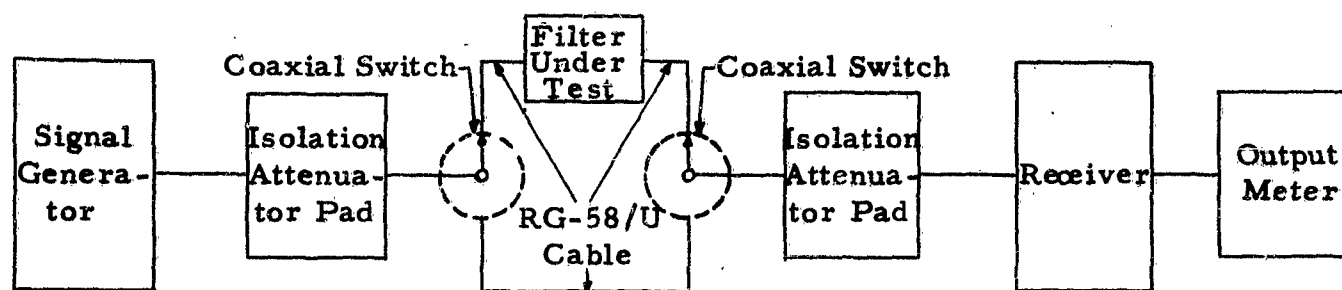 Signal
Genera-
tor
Isolation
Attenua-
tor Pad
Coaxial Switch
Filter
Under
Test
Coaxial Switch
RG-58/U
Cable
Isolation
Attenua-
tor Pad
Receiver
Output
Meter